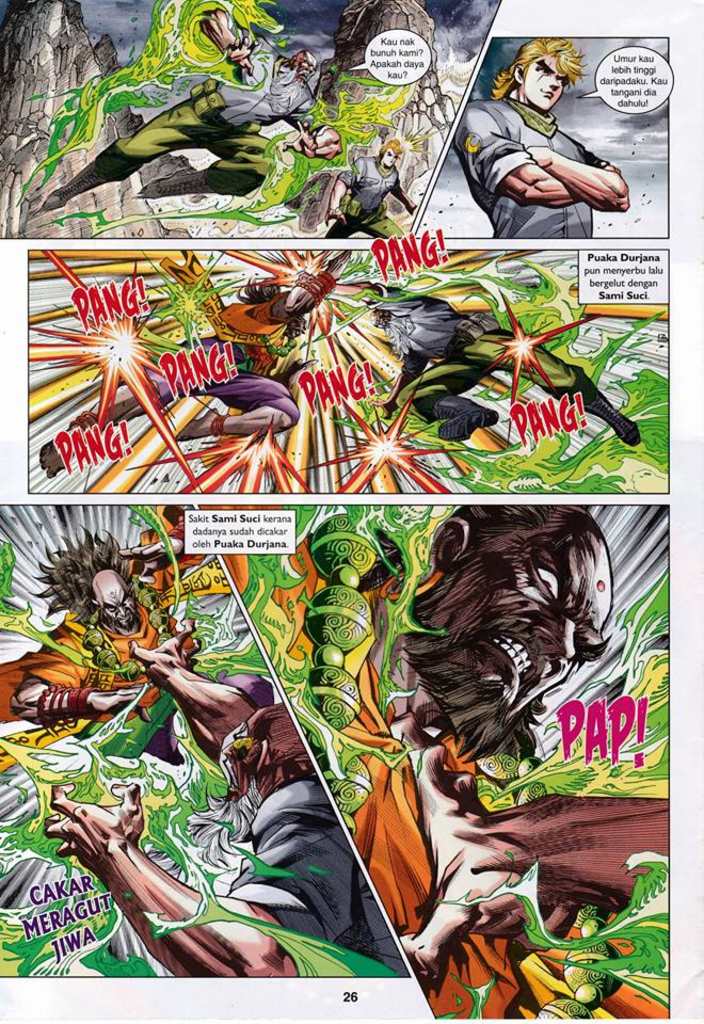 Kau nak
bunuh kami?
Apakah daya
kau?
Umur kau
lebih tinggi
daripadaku. Kau
tangani dia
dahulu!
Puaka Durjana
pun menyerbu lalu
bergelut dengan
Sami Suci.
PANG!
PANG!
PANG!
PANG!
PANG!
PANG!
Sakit Sami Suci kerana
dadanya sudah dicakar
oleh Puaka Durjana.
PAP!
CAKAR
MERAGUT
JIWA
26